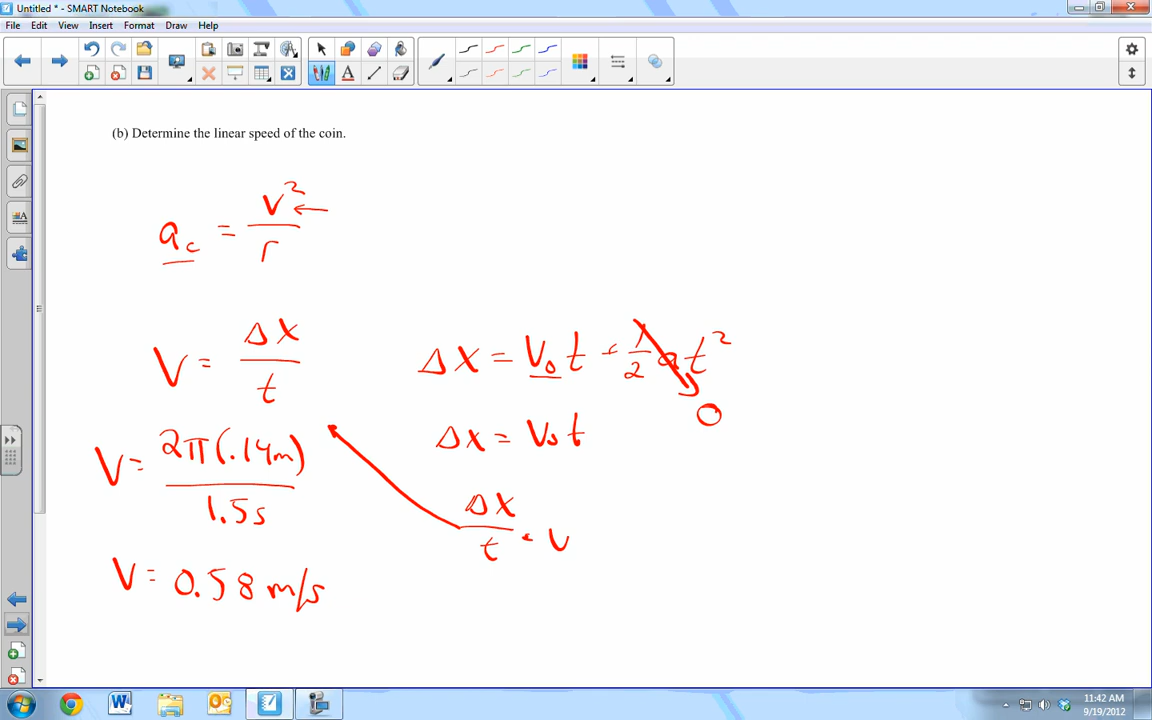 Untitled * - SMART Notebook
File Edit View Insert Format Draw Help
(b) Determine the linear speed of the coin.
a_c = v²/r
V = Δx/t
Δx = V₀t + ½at² 0
V = 2π(.14m)/1.5s
Δx = V₀t
Δx/t = V
V = 0.58 m/s
11:42 AM
9/19/2012